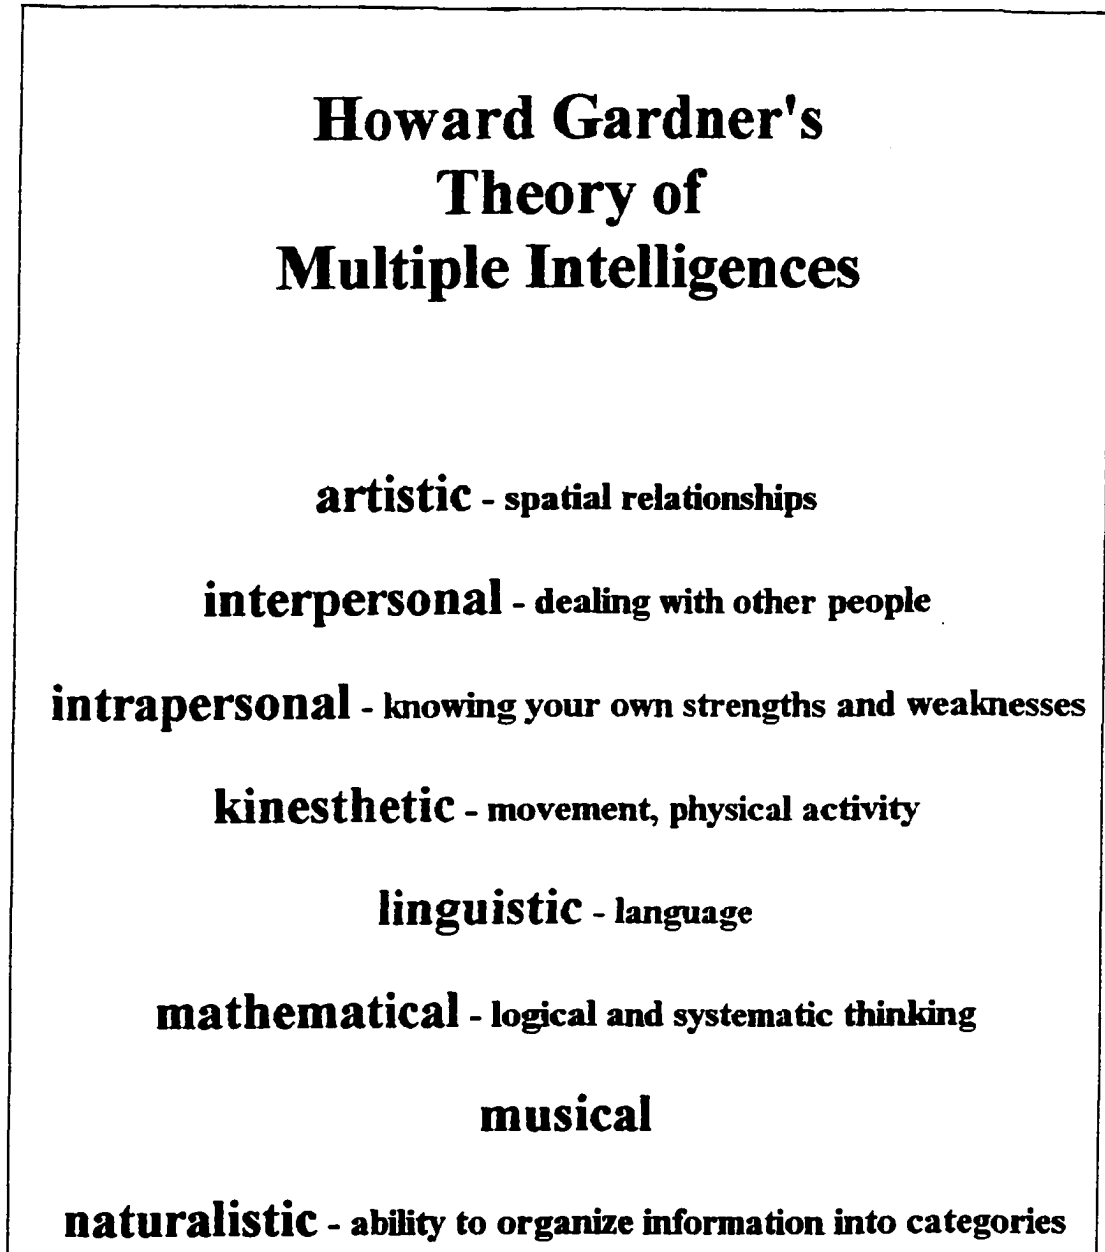 Howard Gardner's
Theory of
Multiple Intelligences
artistic - spatial relationships
interpersonal - dealing with other people
intrapersonal - knowing your own strengths and weaknesses
kinesthetic - movement, physical activity
linguistic - language
mathematical - logical and systematic thinking
musical
naturalistic - ability to organize information into categories